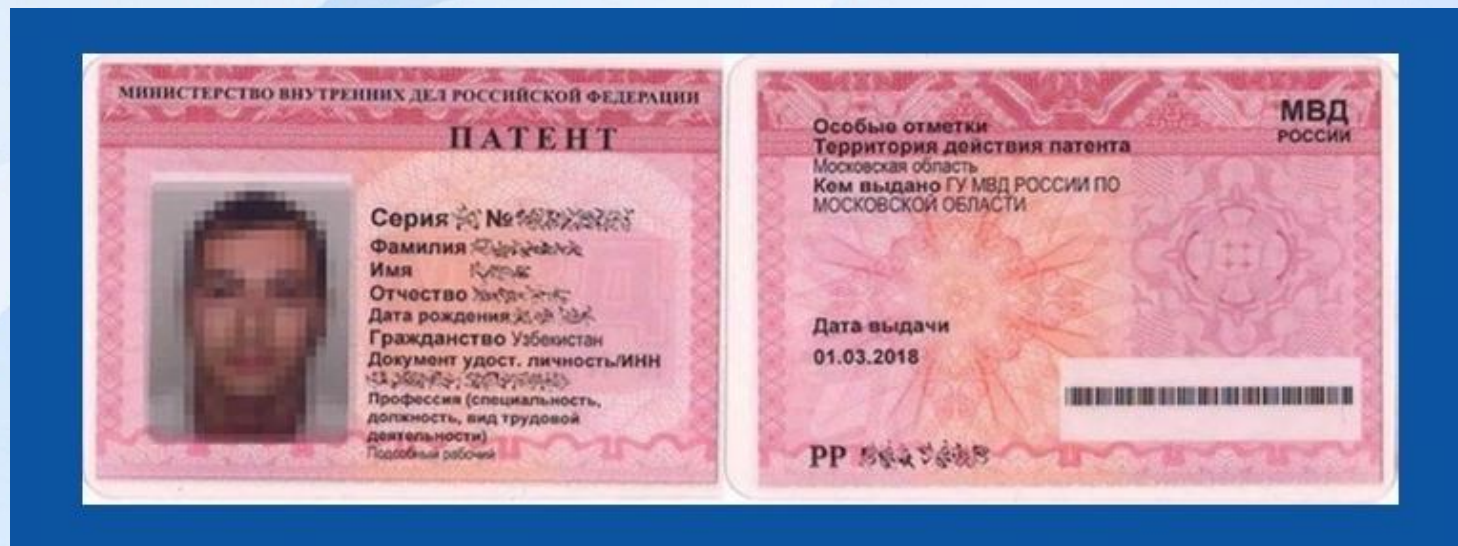 МИНИСТЕРСТВО ВНУТРЕННИХ ДЕЛ РОССИЙСКОЙ ФЕДЕРАЦИИ
ПАТЕНТ
Серия №
Фамилия
Имя
Отчество
Дата рождения
Гражданство Узбекистан
Документ удост. личность/ИНН
Профессия (специальность,
должность, вид трудовой
деятельности)
Подсобный рабочий
МВД
РОССИИ
Особые отметки
Территория действия патента
Московская область
Кем выдано ГУ МВД РОССИИ ПО
МОСКОВСКОЙ ОБЛАСТИ
Дата выдачи
01.03.2018
РР